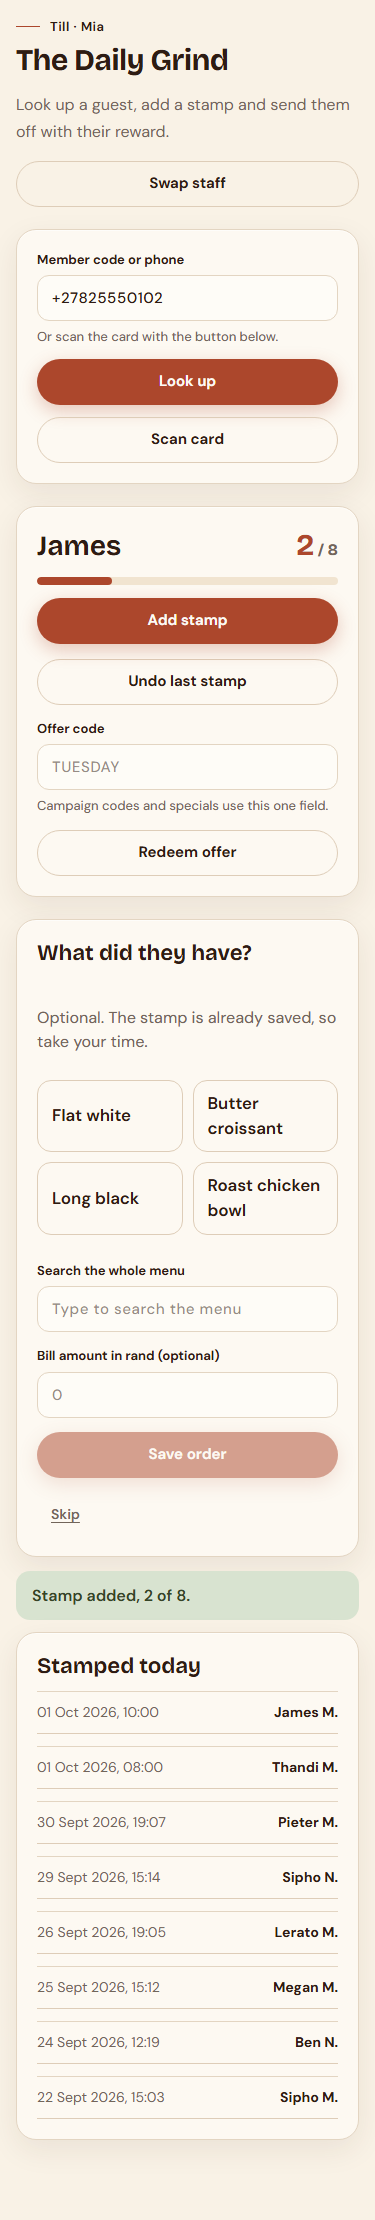 Till · Mia
The Daily Grind
Look up a guest, add a stamp and send them
off with their reward.
Swap staff
Member code or phone
+27825550102
Or scan the card with the button below.
Look up
Scan card
James
2 / 8
Add stamp
Undo last stamp
Offer code
TUESDAY
Campaign codes and specials use this one field.
Redeem offer
What did they have?
Optional. The stamp is already saved, so
take your time.
Flat white
Butter
croissant
Long black
Roast chicken
bowl
Search the whole menu
Type to search the menu
Bill amount in rand (optional)
0
Save order
Skip
Stamp added, 2 of 8.
Stamped today
01 Oct 2026, 10:00 James M.
01 Oct 2026, 08:00 Thandi M.
30 Sept 2026, 19:07 Pieter M.
29 Sept 2026, 15:14 Sipho N.
26 Sept 2026, 19:05 Lerato M.
25 Sept 2026, 15:12 Megan M.
24 Sept 2026, 12:19 Ben N.
22 Sept 2026, 15:03 Sipho M.